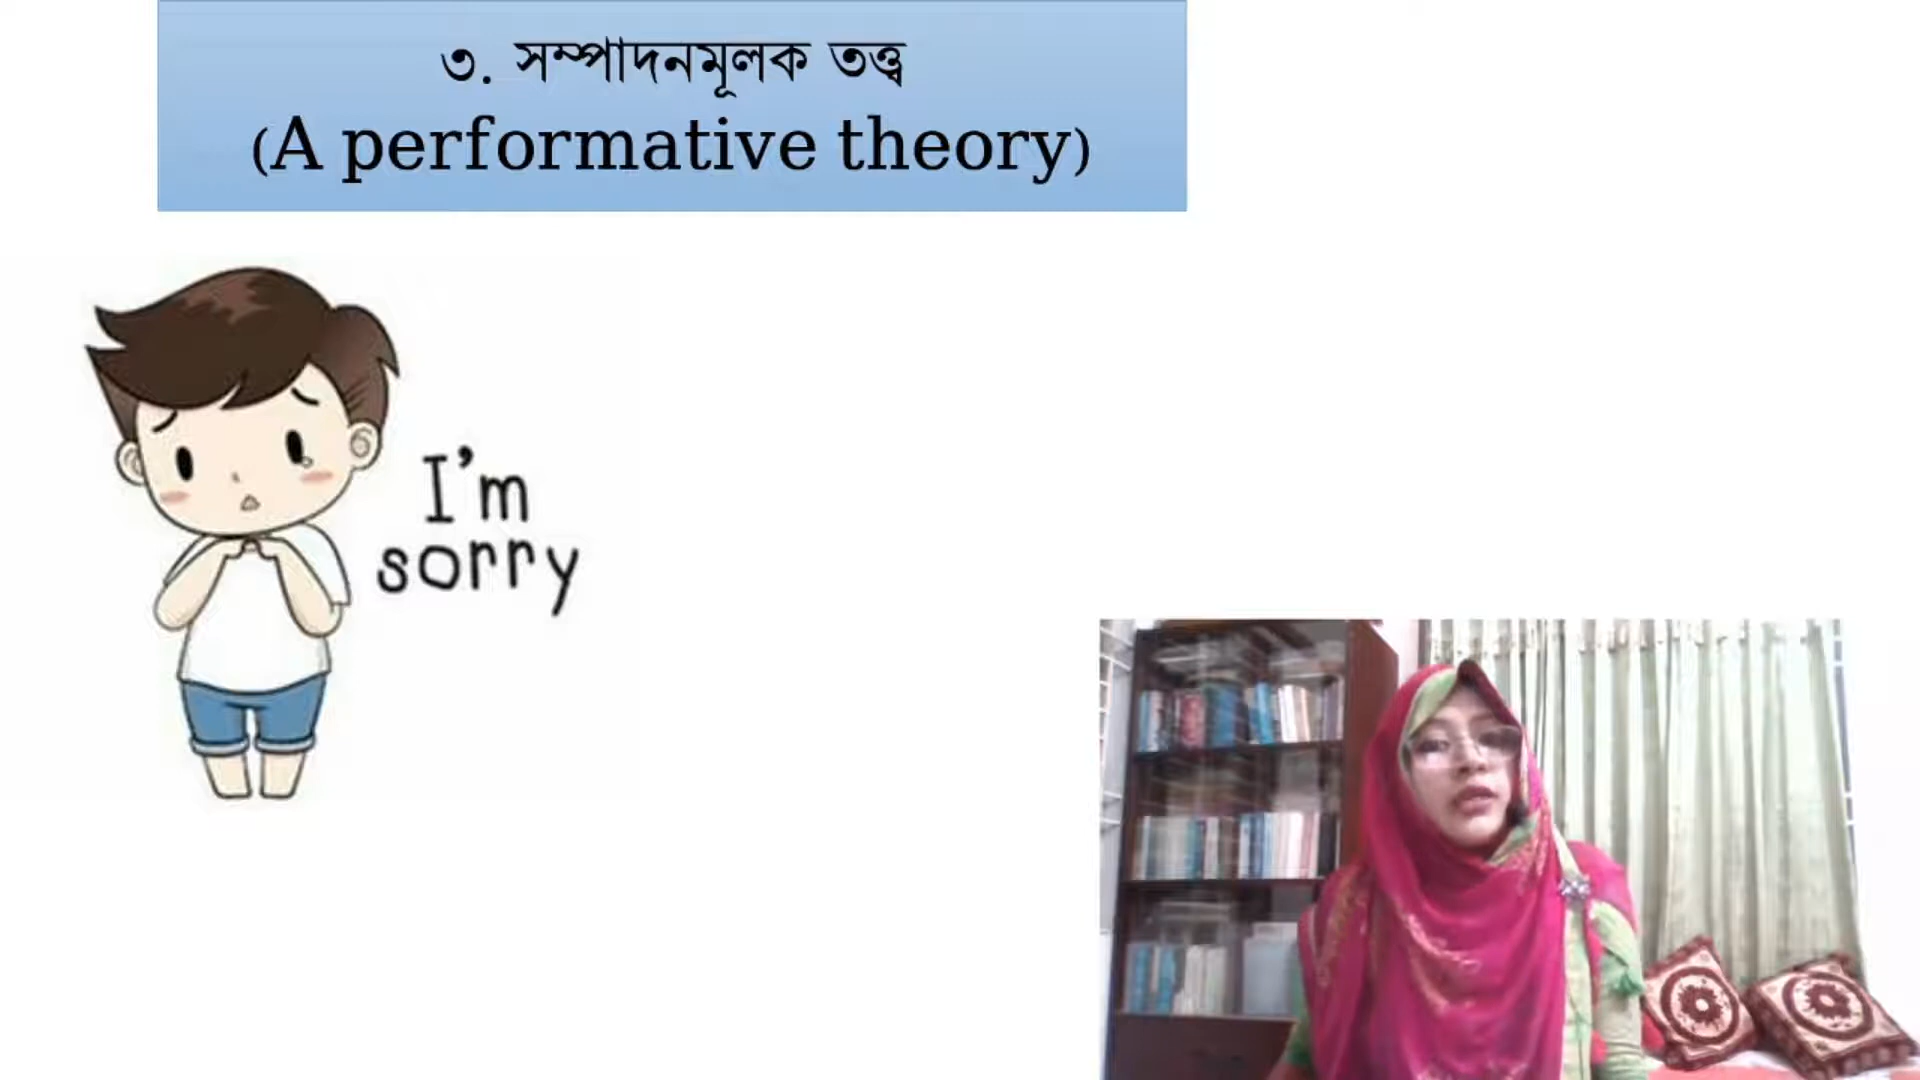 ৩. সম্পাদনমূলক তত্ত্ব
(A performative theory)
I'm
sorry